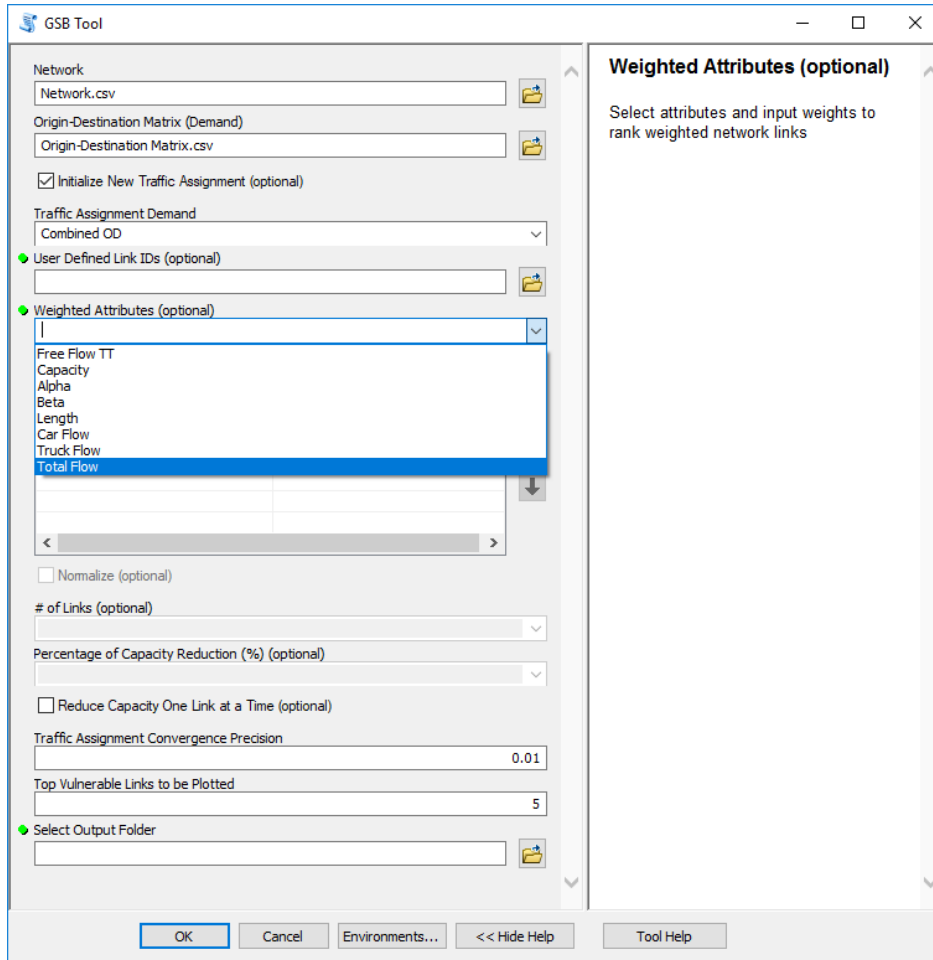 GSB Tool
Network
Network.csv
Origin-Destination Matrix (Demand)
Origin-Destination Matrix.csv
Initialize New Traffic Assignment (optional)
Traffic Assignment Demand
Combined OD
User Defined Link IDs (optional)
Weighted Attributes (optional)
Free Flow TT
Capacity
Alpha
Beta
Length
Car Flow
Truck Flow
Total Flow
Normalize (optional)
# of Links (optional)
Percentage of Capacity Reduction (%) (optional)
Reduce Capacity One Link at a Time (optional)
Traffic Assignment Convergence Precision
0.01
Top Vulnerable Links to be Plotted
5
Select Output Folder
Weighted Attributes (optional)
Select attributes and input weights to
rank weighted network links
OK
Cancel
Environments...
<< Hide Help
Tool Help